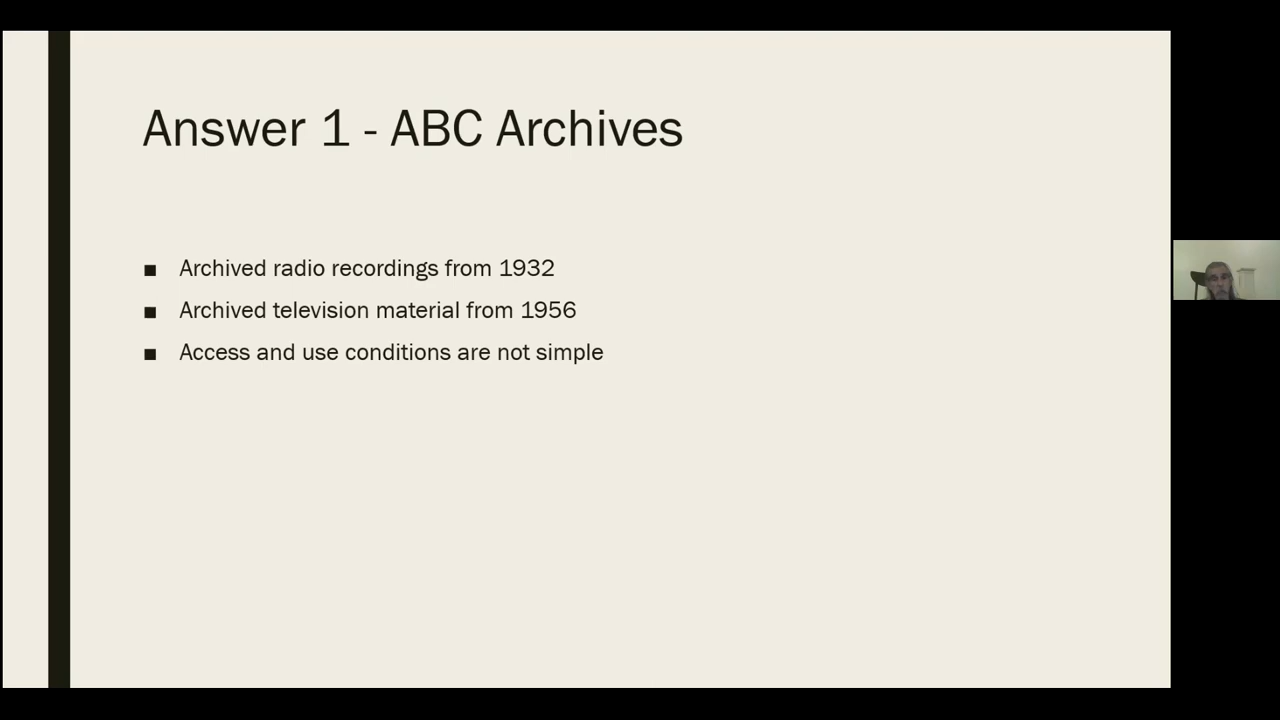 Answer 1 - ABC Archives
Archived radio recordings from 1932
Archived television material from 1956
Access and use conditions are not simple